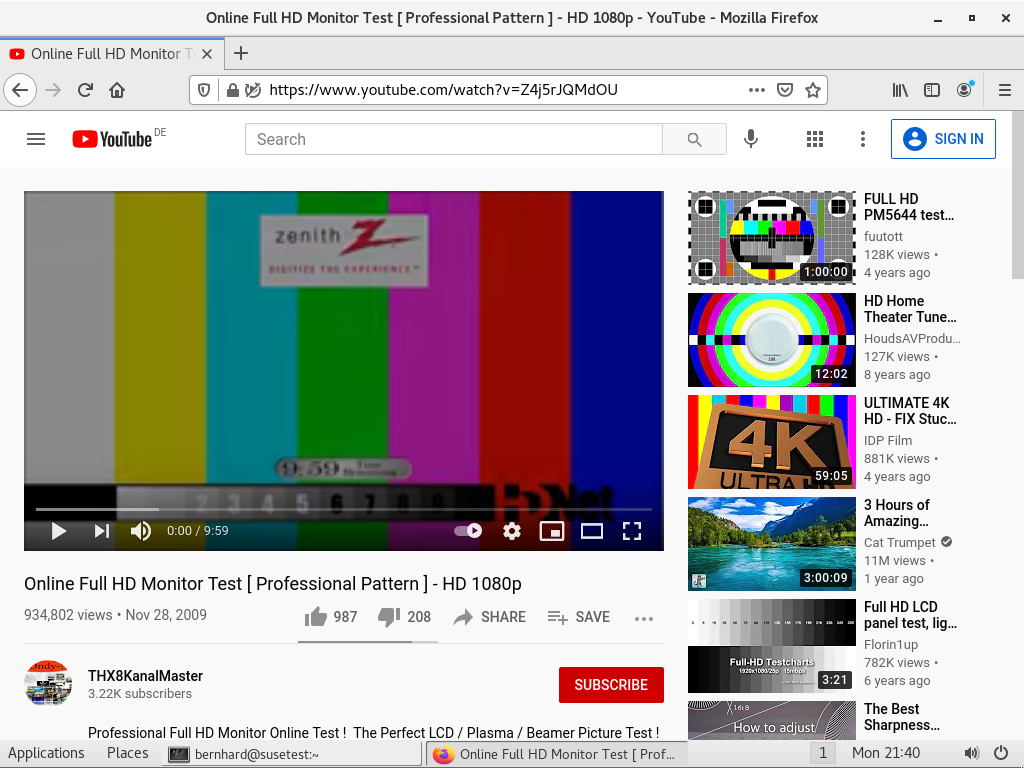 Online Full HD Monitor Test [ Professional Pattern ] - HD 1080p - YouTube - Mozilla Firefox
Online Full HD Monitor T
https://www.youtube.com/watch?v=Z4j5rJQMdOU
YouTube DE
Search
SIGN IN
zenith
DIGITIZE THE EXPERIENCE
9:59 Time Remaining
2 3 4 5 6 7 8 9
HDNet
0:00 / 9:59
Online Full HD Monitor Test [ Professional Pattern ] - HD 1080p
934,802 views • Nov 28, 2009
987
208
SHARE
SAVE
THX8KanalMaster
3.22K subscribers
SUBSCRIBE
Professional Full HD Monitor Online Test ! The Perfect LCD / Plasma / Beamer Picture Test !
1:00:00
FULL HD
PM5644 test…
fuutott
128K views •
4 years ago
12:02
HD Home
Theater Tune…
HoudsAVProdu…
127K views •
8 years ago
4K
ULTRA HD
59:05
ULTIMATE 4K
HD - FIX Stuc…
IDP Film
881K views •
4 years ago
3:00:09
3 Hours of
Amazing…
Cat Trumpet
11M views •
1 year ago
Full-HD Testcharts
1920x1080/25p 15mbps
3:21
Full HD LCD
panel test, lig…
Florin1up
782K views •
6 years ago
16:9
How to adjust
The Best
Sharpness…
Applications
Places
bernhard@susetest:~
Online Full HD Monitor Test [ Prof…
1
Mon 21:40